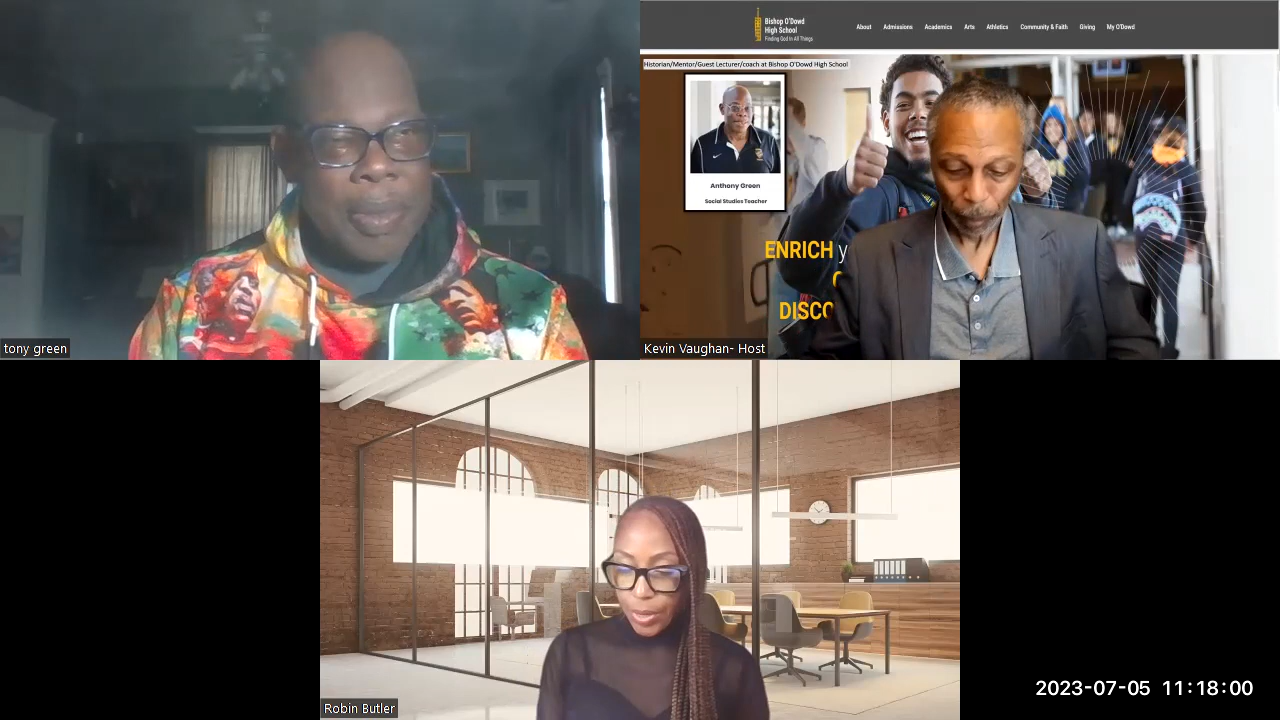 Bishop O'Dowd
High School
Finding God In All Things
About Admissions Academics Arts Athletics Community & Faith Giving My O'Dowd
Historian/Mentor/Guest Lecturer/coach at Bishop O'Dowd High School
Anthony Green
Social Studies Teacher
ENRICH y
DISCO
tony green
Kevin Vaughan- Host
Robin Butler
2023-07-05 11:18:00